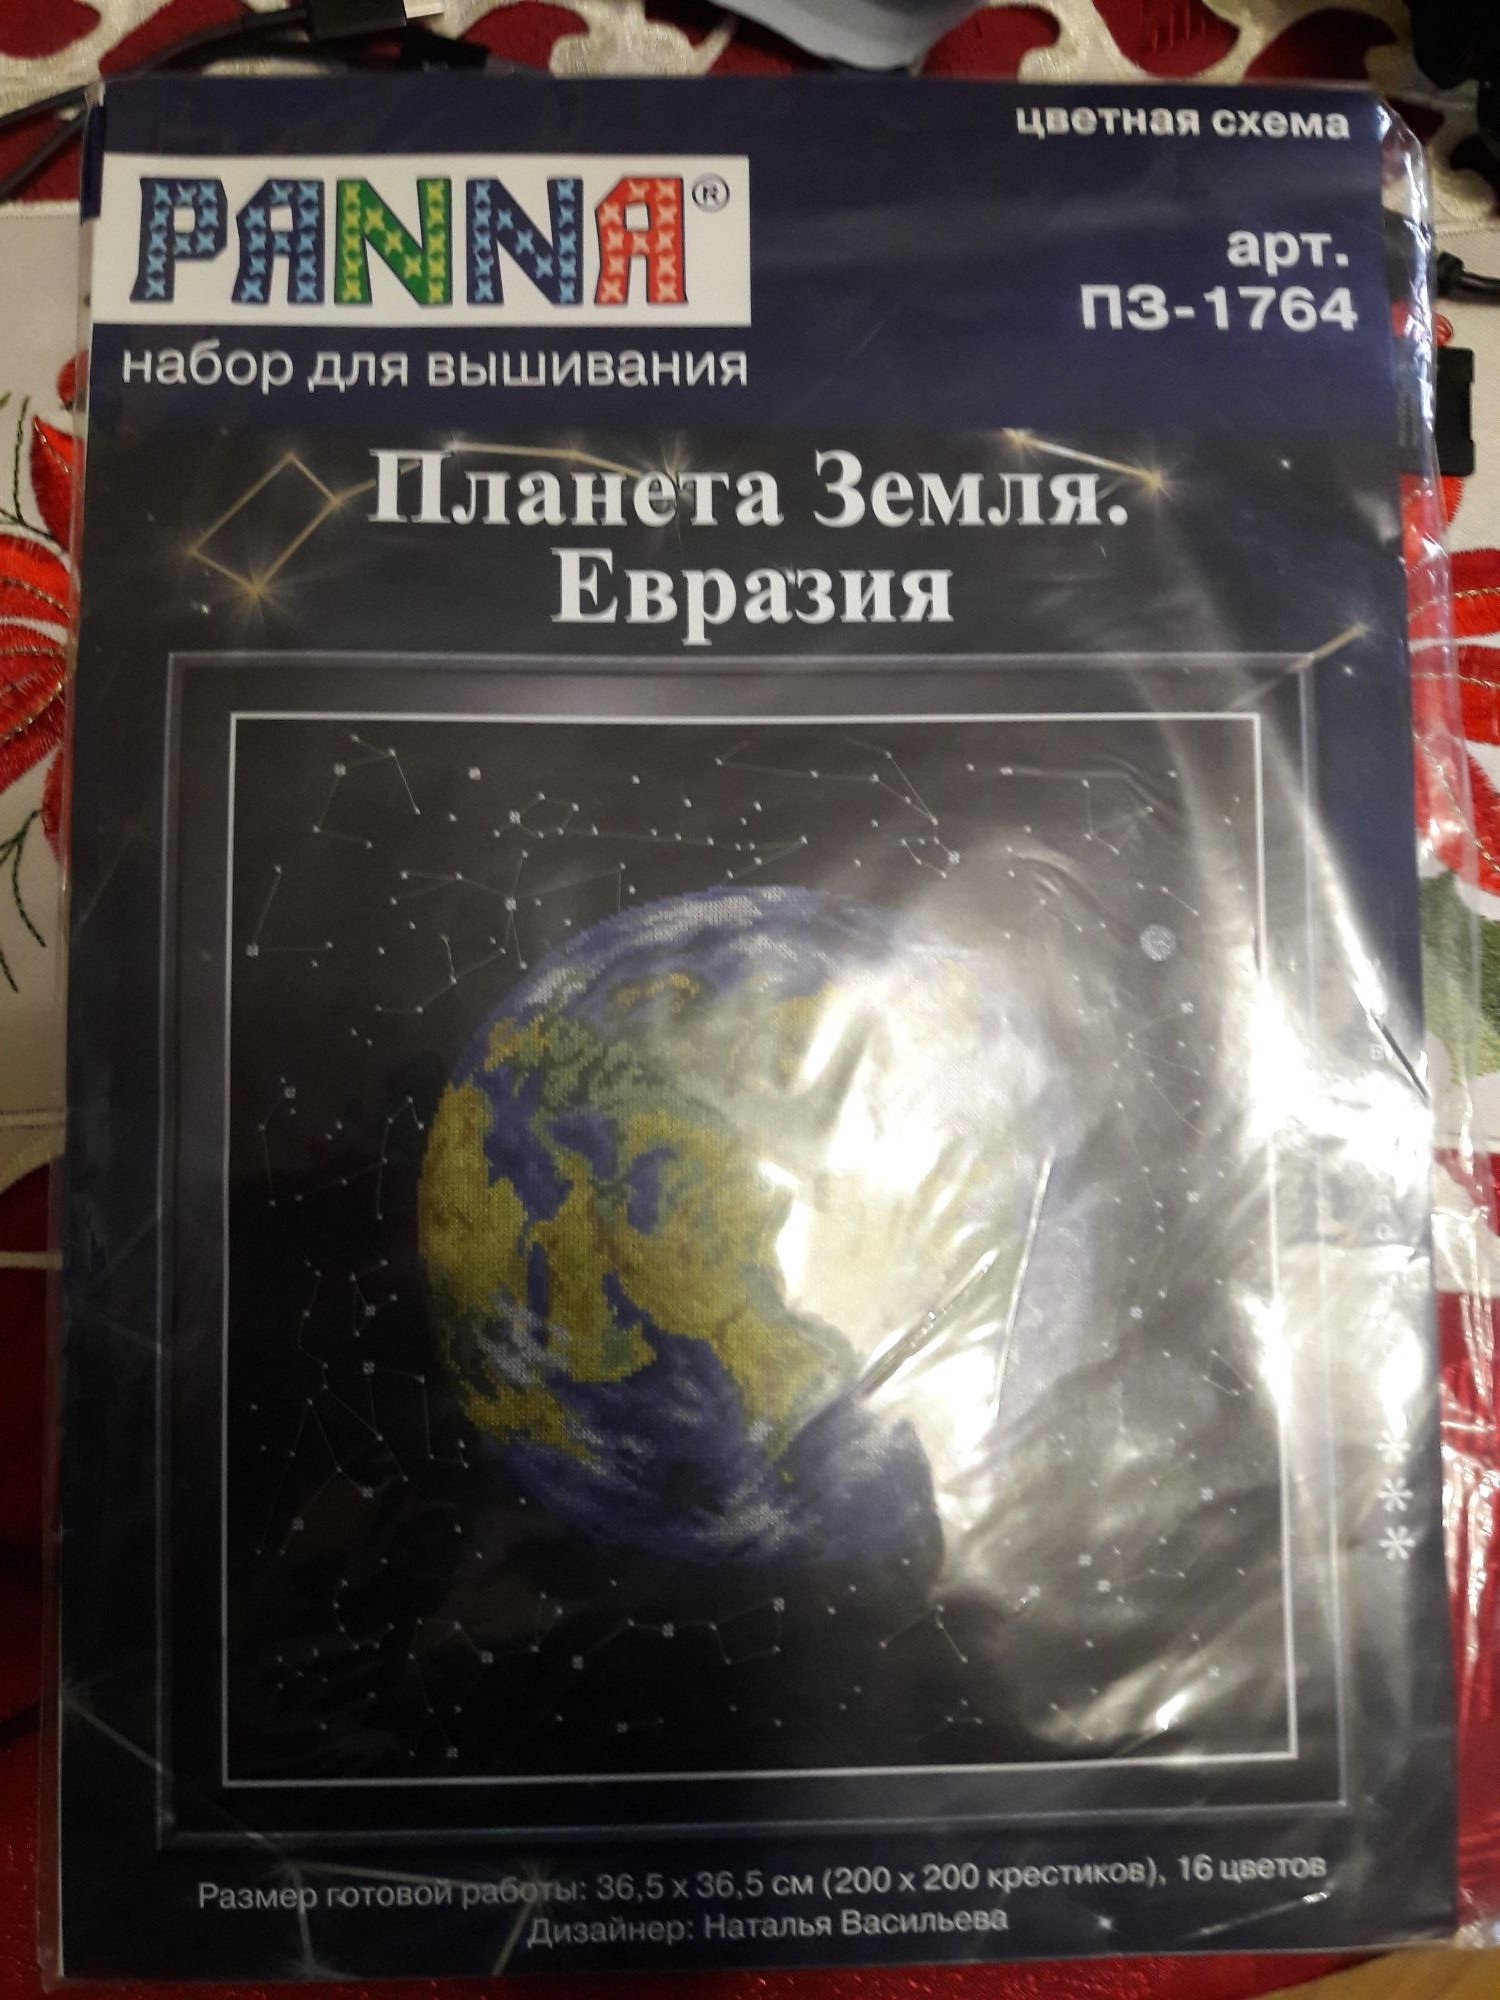 цветная схема
PANNA®
арт.
ПЗ-1764
набор для вышивания
Планета Земля.
Евразия
* * *
Размер готовой работы: 36,5 х 36,5 см (200 х 200 крестиков), 16 цветов
Дизайнер: Наталья Васильева